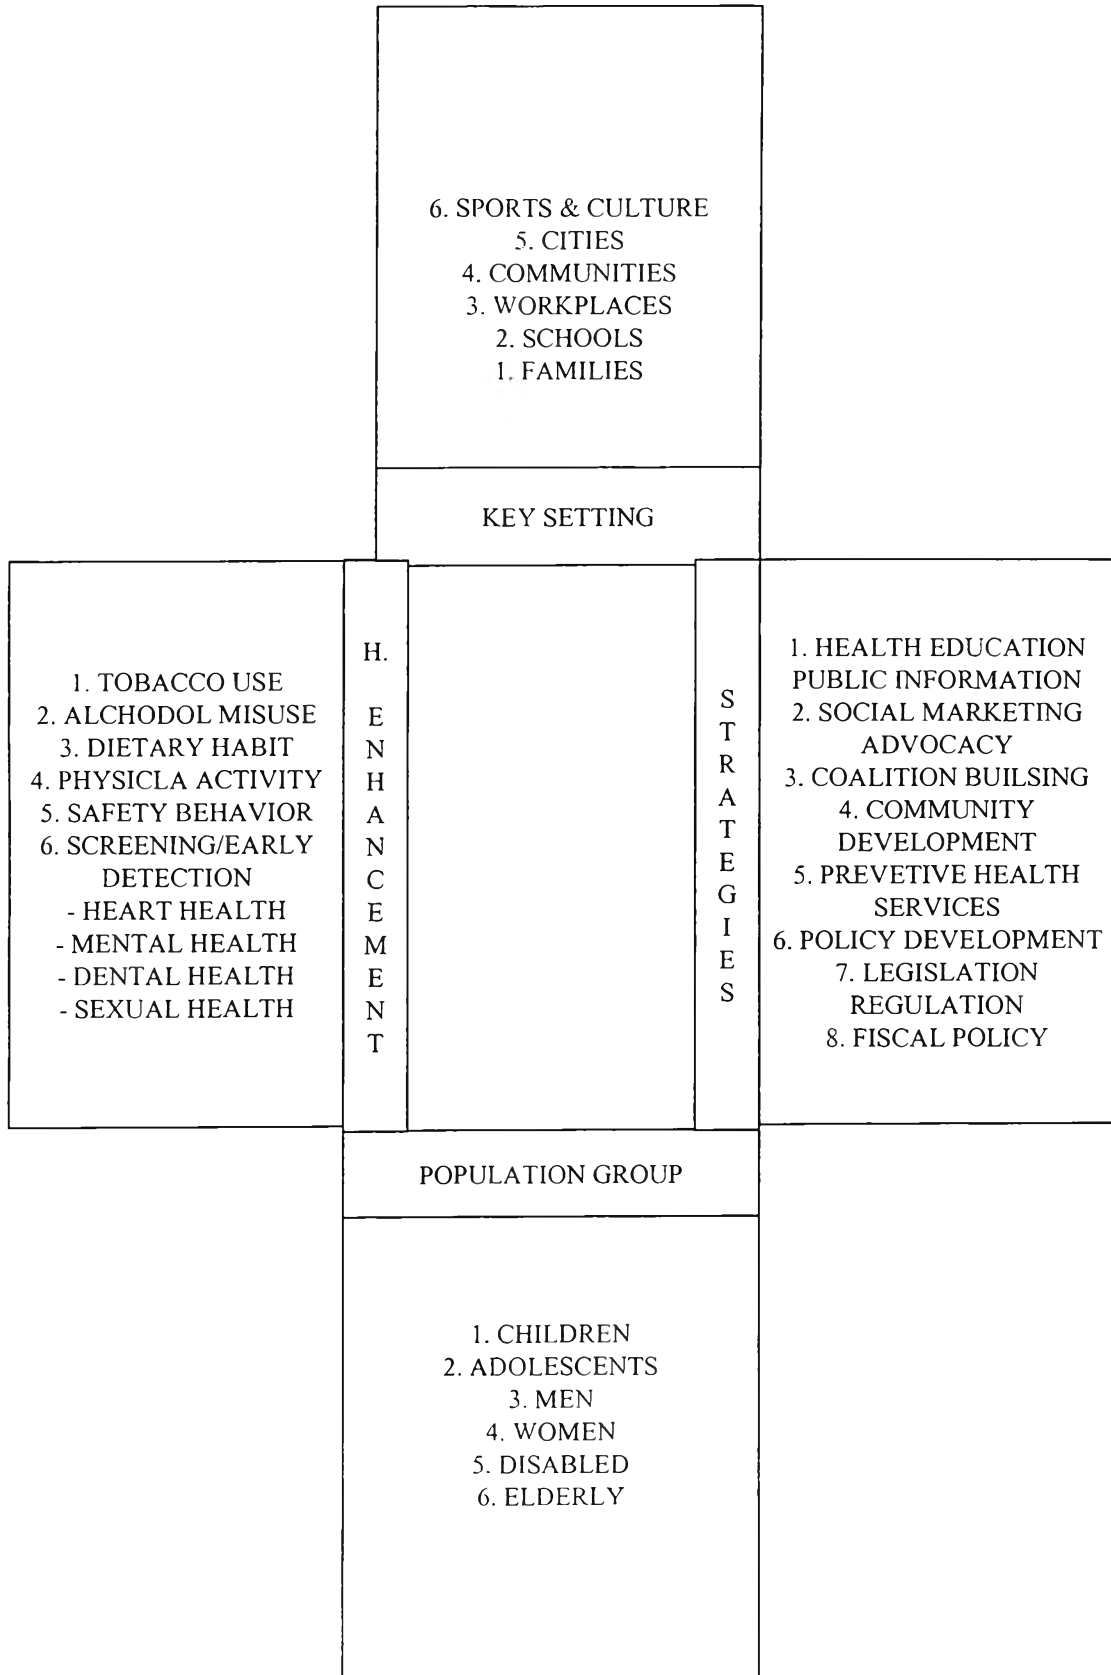 6. SPORTS & CULTURE
5. CITIES
4. COMMUNITIES
3. WORKPLACES
2. SCHOOLS
1. FAMILIES
KEY SETTING
1. TOBACCO USE
2. ALCHODOL MISUSE
3. DIETARY HABIT
4. PHYSICLA ACTIVITY
5. SAFETY BEHAVIOR
6. SCREENING/EARLY
DETECTION
- HEART HEALTH
- MENTAL HEALTH
- DENTAL HEALTH
- SEXUAL HEALTH
H.
E
N
H
A
N
C
E
M
E
N
T
S
T
R
A
T
E
G
I
E
S
1. HEALTH EDUCATION
PUBLIC INFORMATION
2. SOCIAL MARKETING
ADVOCACY
3. COALITION BUILSING
4. COMMUNITY
DEVELOPMENT
5. PREVETIVE HEALTH
SERVICES
6. POLICY DEVELOPMENT
7. LEGISLATION
REGULATION
8. FISCAL POLICY
POPULATION GROUP
1. CHILDREN
2. ADOLESCENTS
3. MEN
4. WOMEN
5. DISABLED
6. ELDERLY